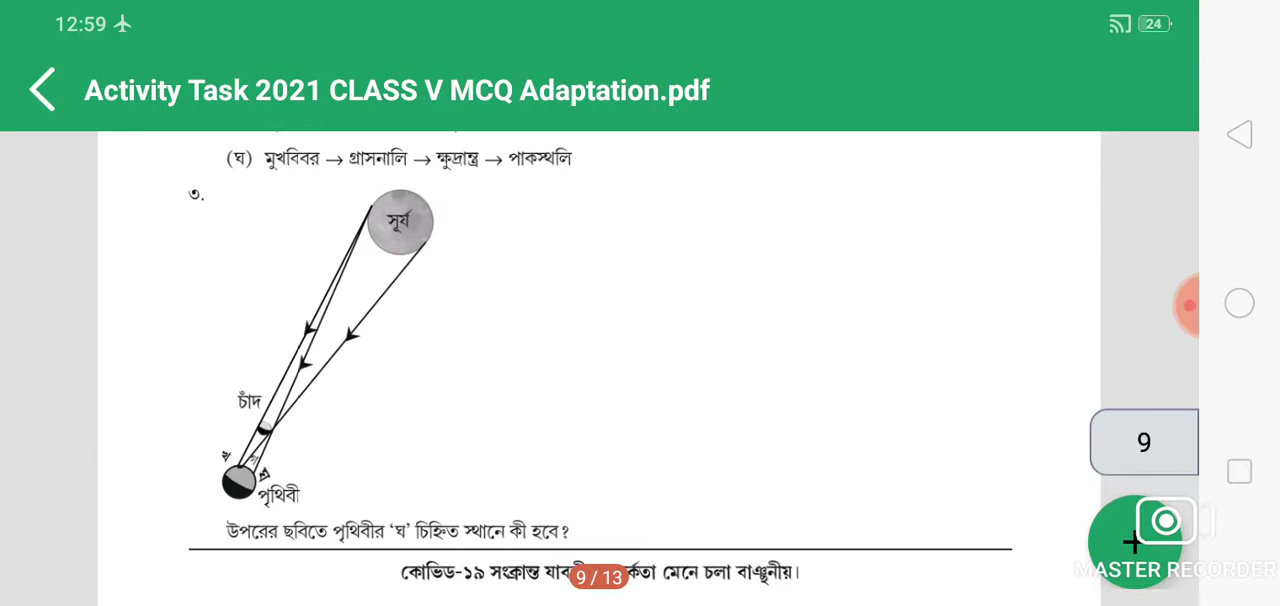 12:59
24
Activity Task 2021 CLASS V MCQ Adaptation.pdf
(ঘ) মুখবিবর → গ্রাসনালি → ক্ষুদ্রান্ত্র → পাকস্থলি
৩.
সূর্য
চাঁদ
খ
গ
ঘ
পৃথিবী
উপরের ছবিতে পৃথিবীর ‘ঘ’ চিহ্নিত স্থানে কী হবে?
9
কোভিড-১৯ সংক্রান্ত মেনে চলা বাঞ্ছনীয়।
9 / 13
+
MASTER RECORDER